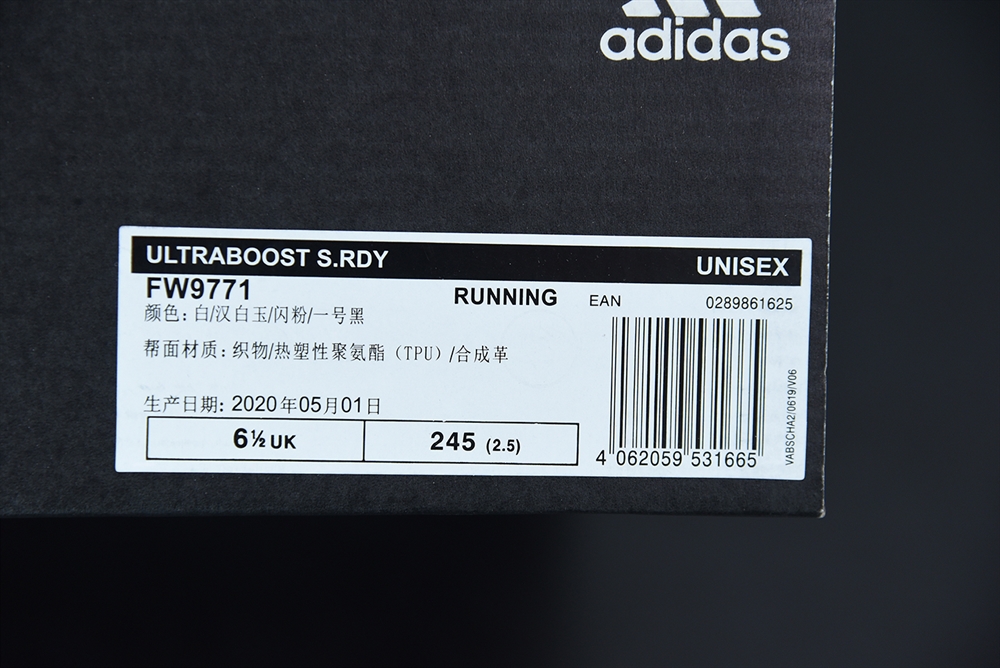 adidas
ULTRABOOST S.RDY
UNISEX
FW9771
RUNNING
EAN
0289861625
颜色: 白/汉白玉/闪粉/一号黑
帮面材质: 织物/热塑性聚氨酯（TPU）/合成革
生产日期: 2020年05月01日
6½ UK
245 (2.5)
4 062059 531665
VABSCHA2/0619/V06